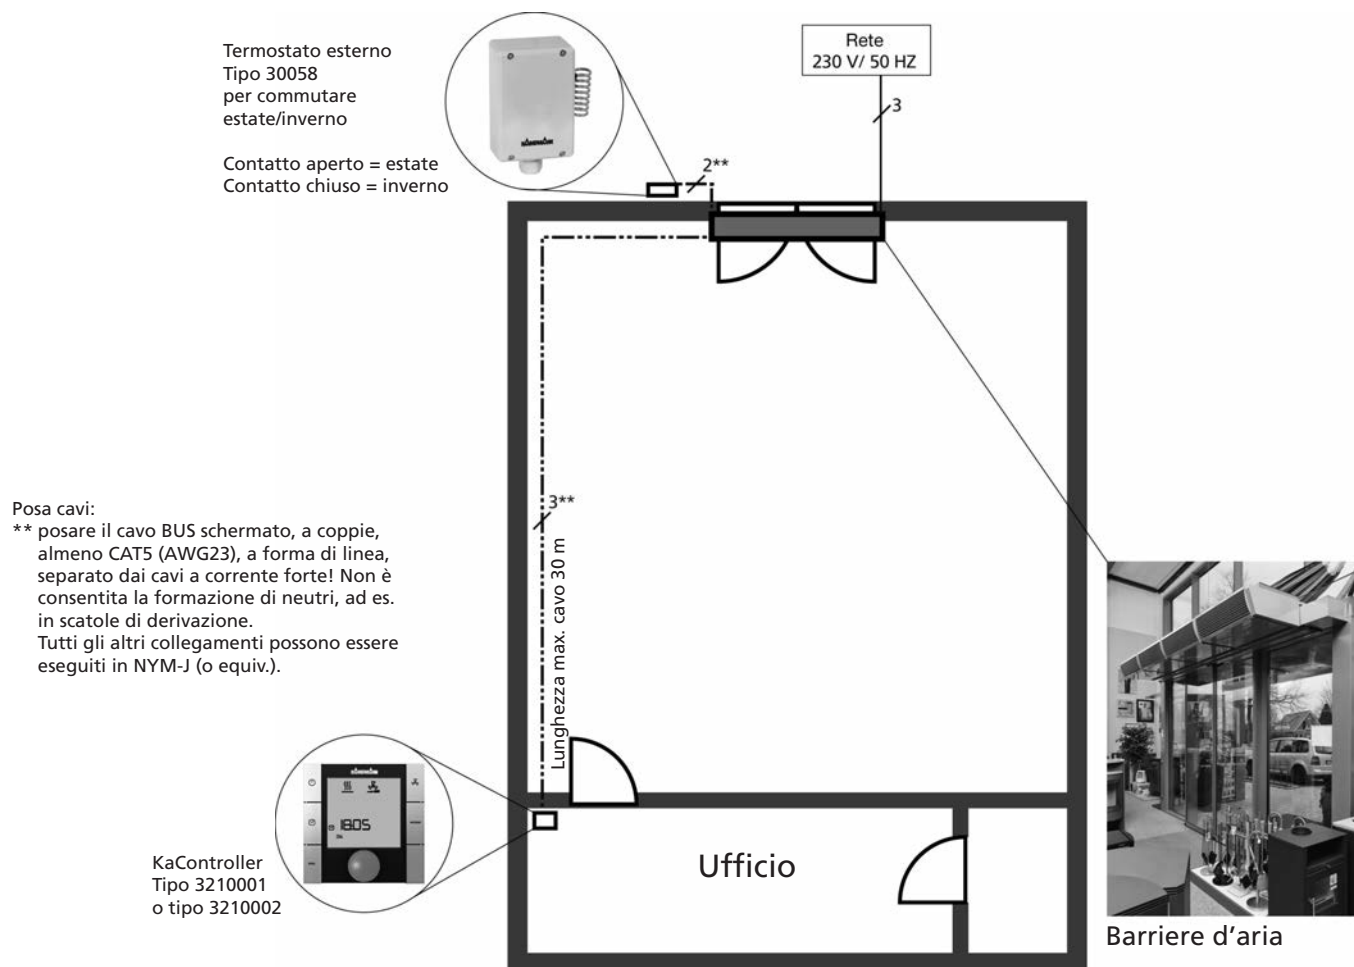 Termostato esterno
Tipo 30058
per commutare
estate/inverno
Contatto aperto = estate
Contatto chiuso = inverno
Rete
230 V/ 50 HZ
3
2**
3**
Lunghezza max. cavo 30 m
Posa cavi:
** posare il cavo BUS schermato, a coppie,
almeno CAT5 (AWG23), a forma di linea,
separato dai cavi a corrente forte! Non è
consentita la formazione di neutri, ad es.
in scatole di derivazione.
Tutti gli altri collegamenti possono essere
eseguiti in NYM-J (o equiv.).
18:05
KaController
Tipo 3210001
o tipo 3210002
Ufficio
Barriere d’aria